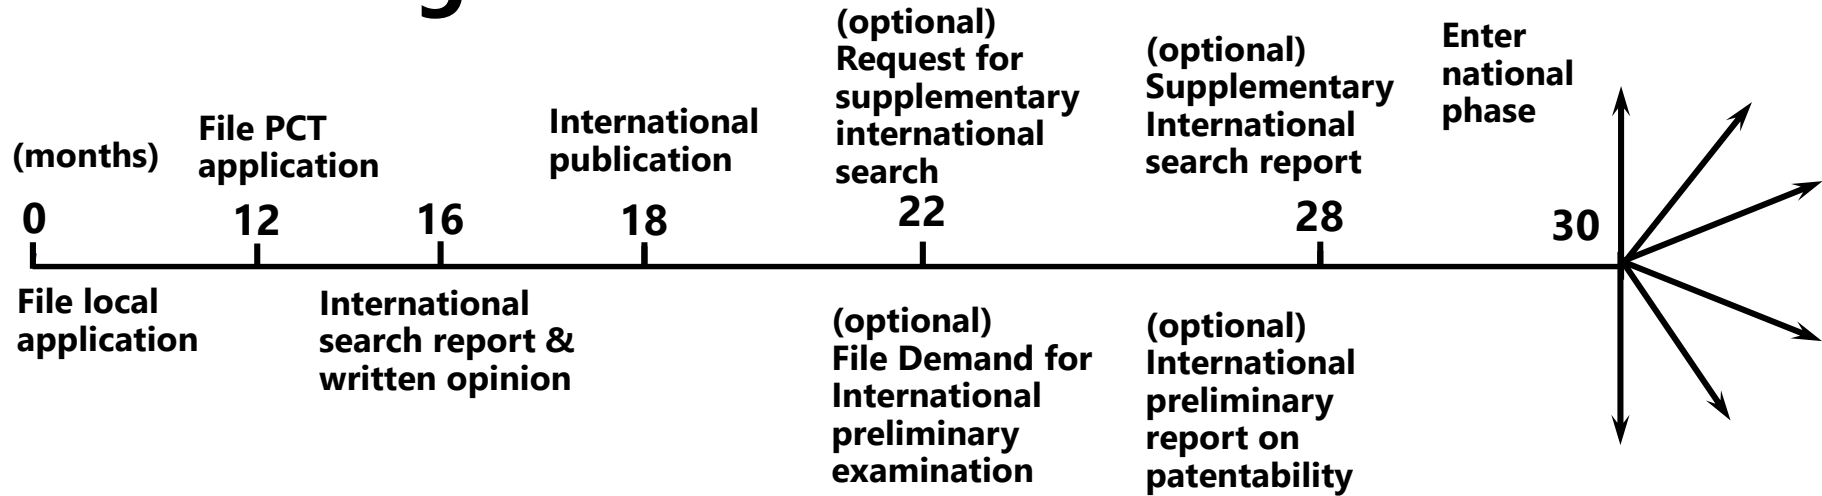 (months)
File PCT
application
International
publication
(optional)
Request for
supplementary
international
search
(optional)
Supplementary
International
search report
Enter
national
phase
0
12
16
18
22
28
30
File local
application
International
search report &
written opinion
(optional)
File Demand for
International
preliminary
examination
(optional)
International
preliminary
report on
patentability